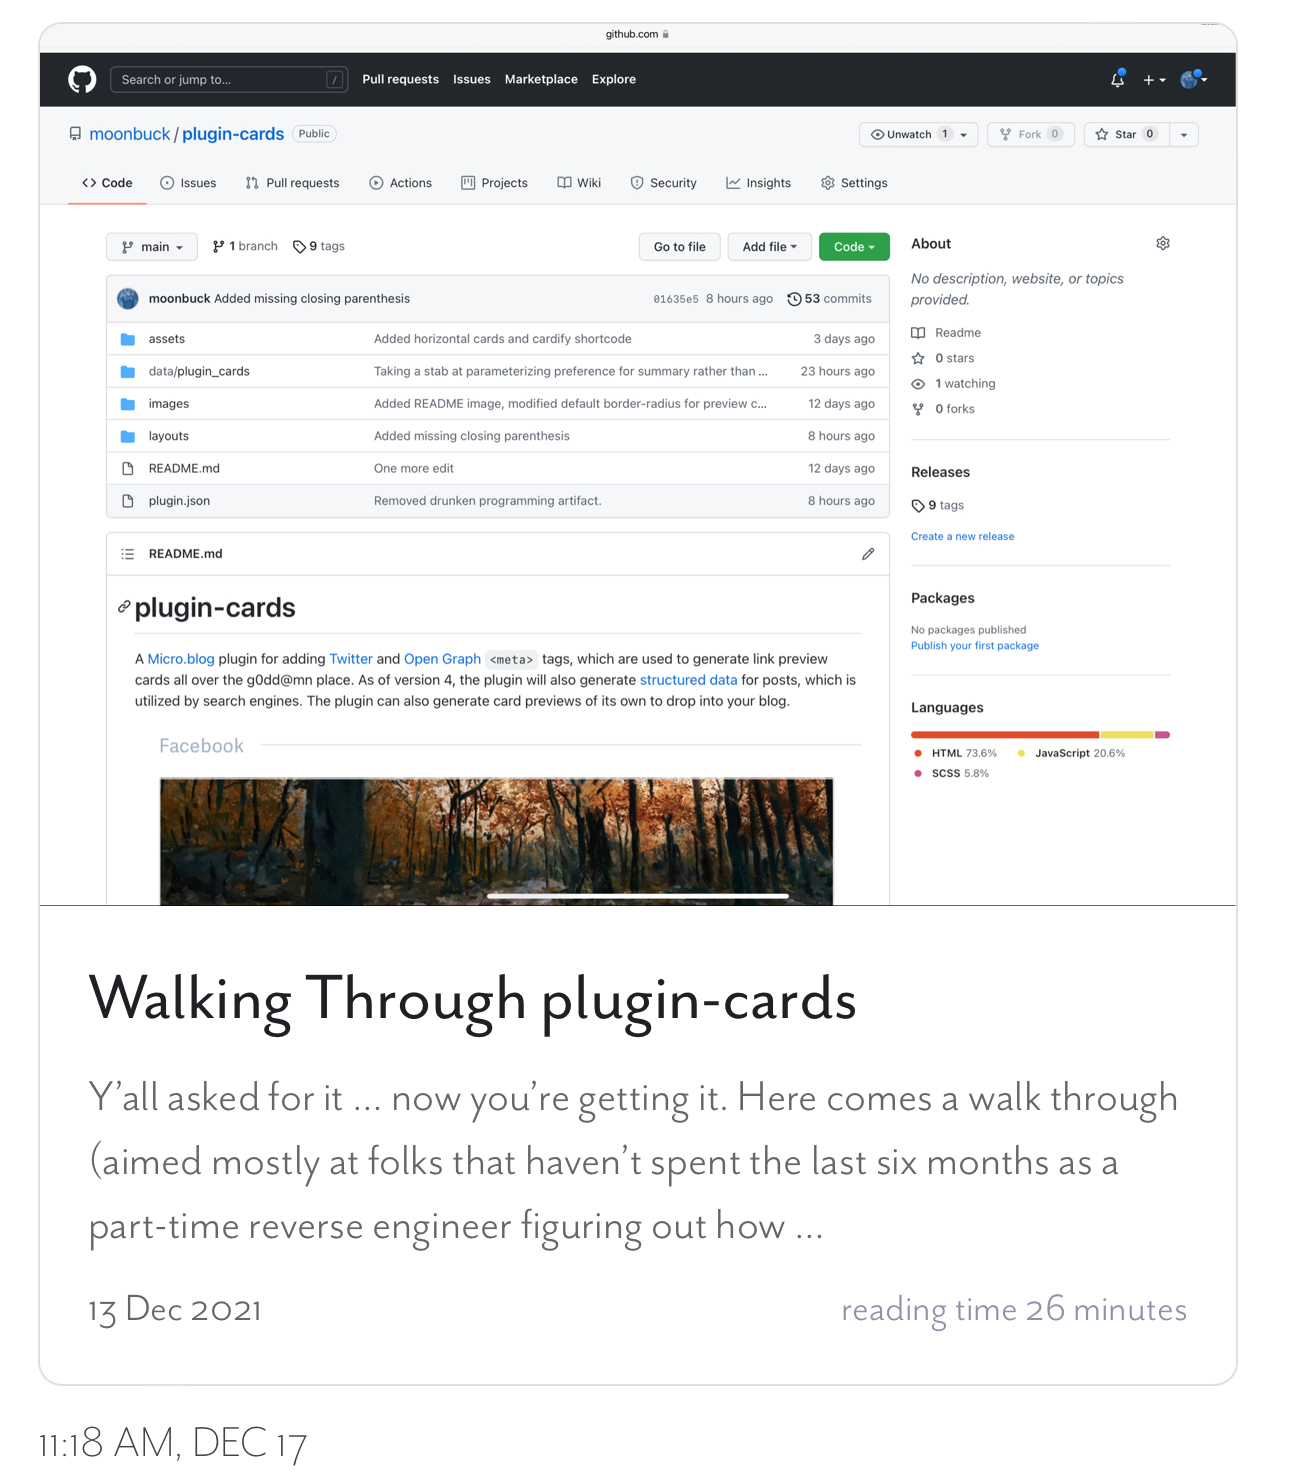 github.com
Search or jump to... /
Pull requests Issues Marketplace Explore
moonbuck / plugin-cards Public
Unwatch 1 Fork 0 Star 0
Code Issues Pull requests Actions Projects Wiki Security Insights Settings
main 1 branch 9 tags Go to file Add file Code
moonbuck Added missing closing parenthesis 01635e5 8 hours ago 53 commits
assets Added horizontal cards and cardify shortcode 3 days ago
data/plugin_cards Taking a stab at parameterizing preference for summary rather than ... 23 hours ago
images Added README image, modified default border-radius for preview c... 12 days ago
layouts Added missing closing parenthesis 8 hours ago
README.md One more edit 12 days ago
plugin.json Removed drunken programming artifact. 8 hours ago
README.md
plugin-cards
A Micro.blog plugin for adding Twitter and Open Graph <meta> tags, which are used to generate link preview
cards all over the g0dd@mn place. As of version 4, the plugin will also generate structured data for posts, which is
utilized by search engines. The plugin can also generate card previews of its own to drop into your blog.
Facebook
About
No description, website, or topics
provided.
Readme
0 stars
1 watching
0 forks
Releases
9 tags
Create a new release
Packages
No packages published
Publish your first package
Languages
HTML 73.6% JavaScript 20.6%
SCSS 5.8%
Walking Through plugin-cards
Y’all asked for it … now you’re getting it. Here comes a walk through
(aimed mostly at folks that haven’t spent the last six months as a
part-time reverse engineer figuring out how …
13 Dec 2021 reading time 26 minutes
11:18 AM, DEC 17